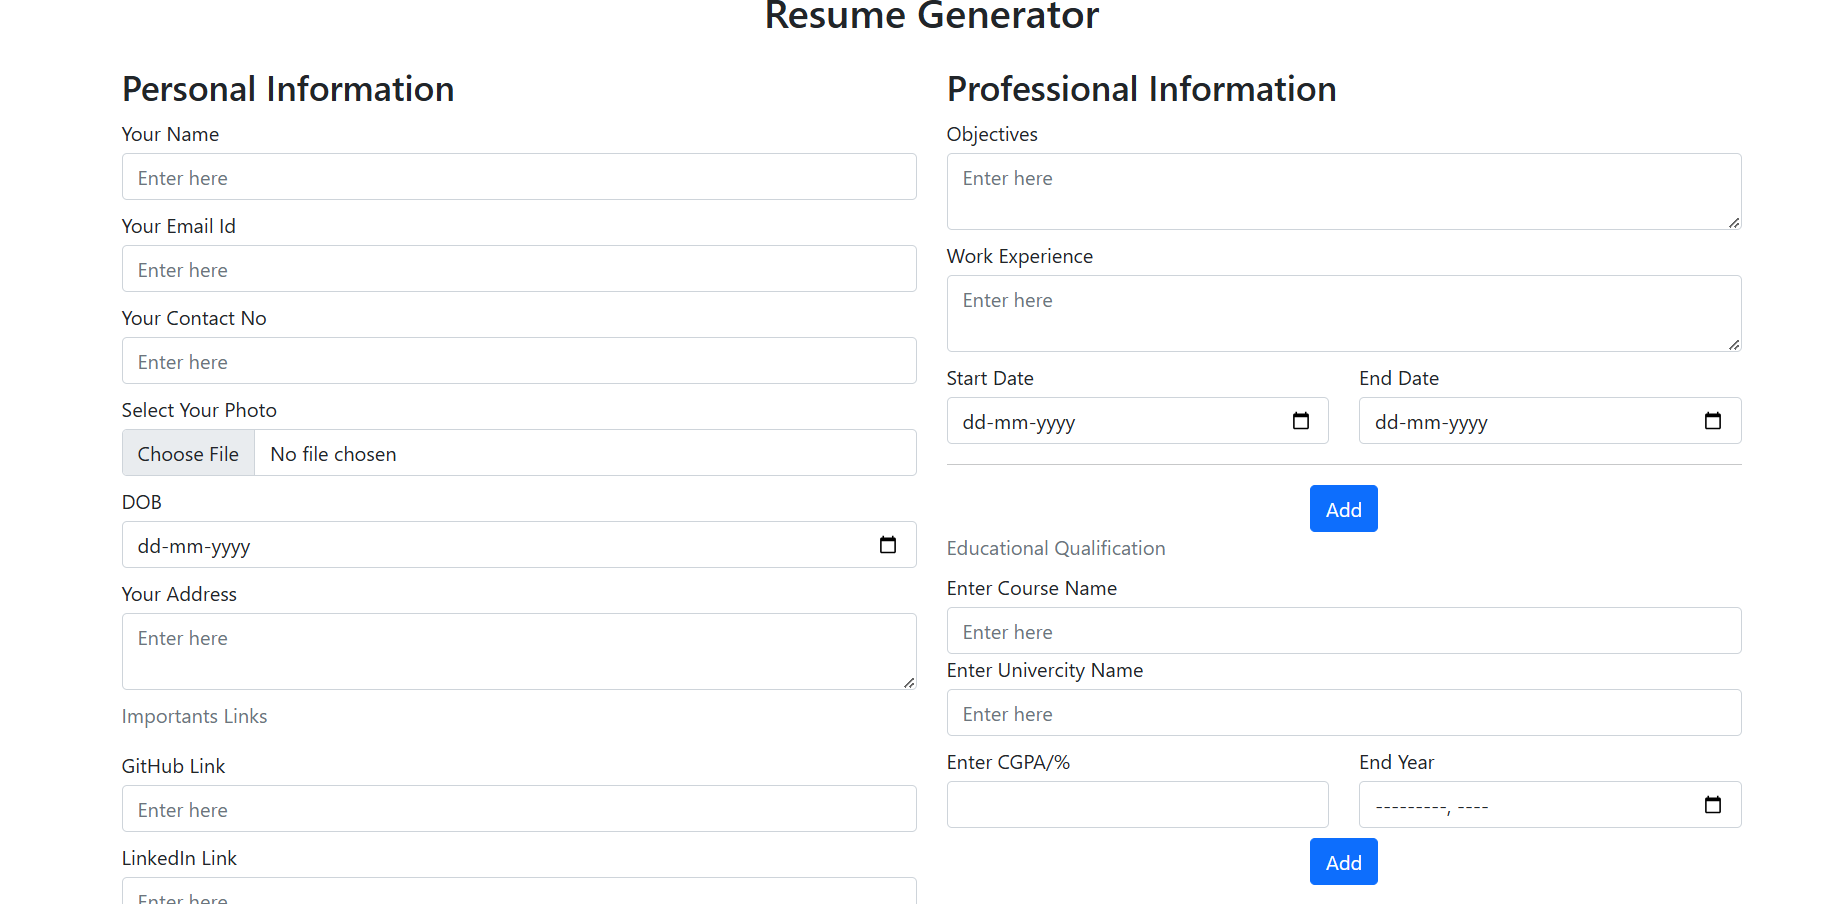 Resume Generator
Personal Information
Your Name
Enter here
Your Email Id
Enter here
Your Contact No
Enter here
Select Your Photo
Choose File No file chosen
DOB
dd-mm-yyyy
Your Address
Enter here
Importants Links
GitHub Link
Enter here
LinkedIn Link
Enter here
Professional Information
Objectives
Enter here
Work Experience
Enter here
Start Date
dd-mm-yyyy
End Date
dd-mm-yyyy
Add
Educational Qualification
Enter Course Name
Enter here
Enter Univercity Name
Enter here
Enter CGPA/%
End Year
---------, ----
Add